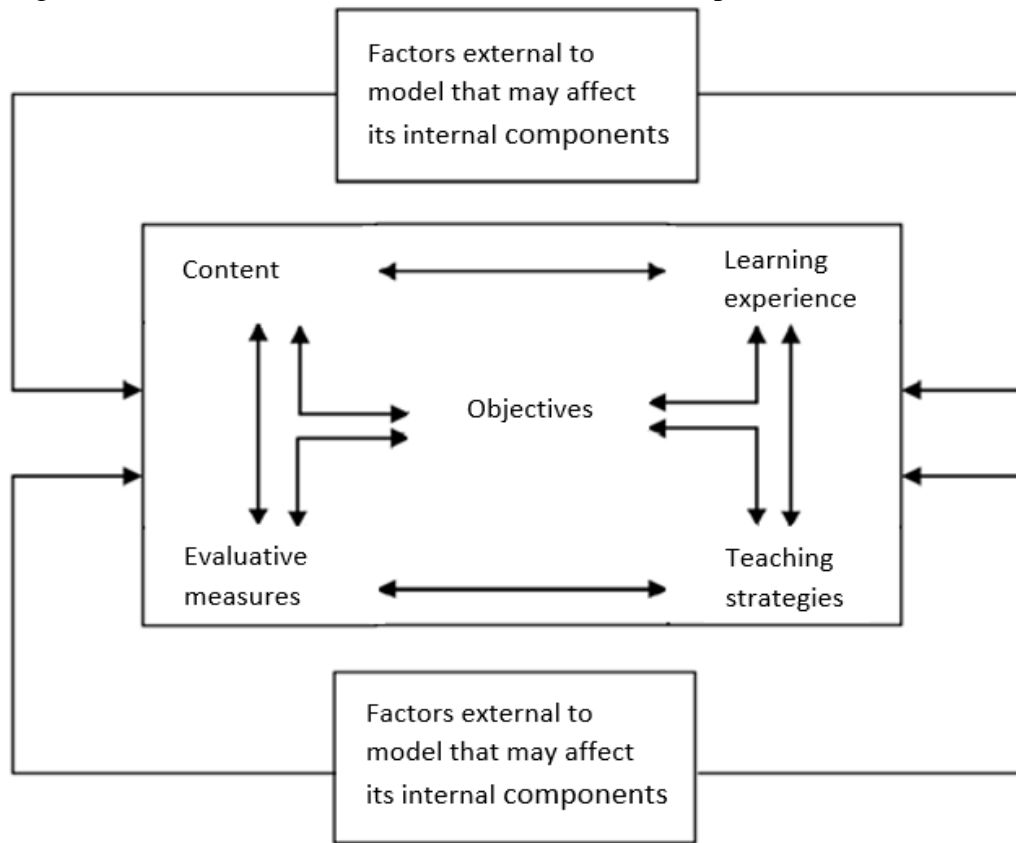 Factors external to
model that may affect
its internal components
Content
Learning
experience
Objectives
Evaluative
measures
Teaching
strategies
Factors external to
model that may affect
its internal components